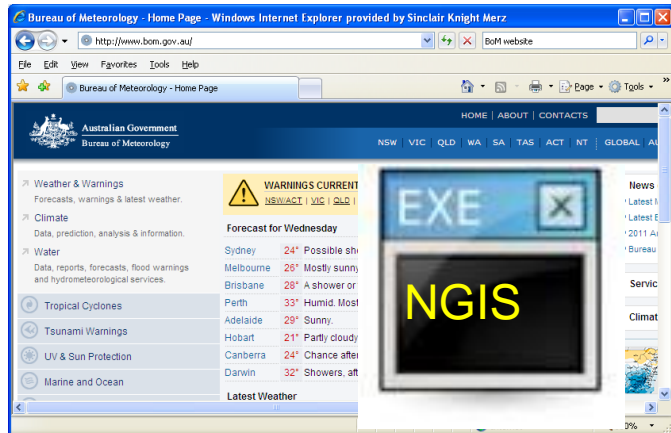 Bureau of Meteorology - Home Page - Windows Internet Explorer provided by Sinclair Knight Merz
http://www.bom.gov.au/
BoM website
File Edit View Favorites Tools Help
Bureau of Meteorology - Home Page
Page Tools
HOME | ABOUT | CONTACTS
Australian Government
Bureau of Meteorology
NSW | VIC | QLD | WA | SA | TAS | ACT | NT | GLOBAL
Weather & Warnings
Forecasts, warnings & latest weather.
Climate
Data, prediction, analysis & information.
Water
Data, reports, forecasts, flood warnings
and hydrometeorological services.
Tropical Cyclones
Tsunami Warnings
UV & Sun Protection
Marine and Ocean
WARNINGS CURRENT
NSW/ACT | VIC | QLD |
Forecast for Wednesday
Sydney 24° Possible
Melbourne 26° Mostly sunny
Brisbane 28° A shower or
Perth 33° Humid. Most
Adelaide 29° Sunny.
Hobart 21° Partly cloudy
Canberra 24° Chance after
Darwin 32° Showers,
Latest Weather
EXE
NGIS
News
Latest
Latest
2011
Bureau